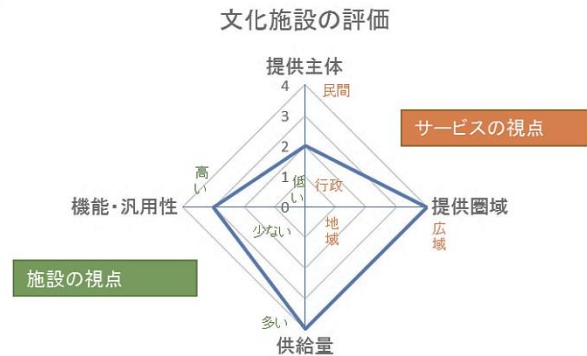 文化施設の評価
提供主体
4
民間
3
サービスの視点
2
高い
1
低い
行政
機能・汎用性
0
提供圏域
少ない
地域
広域
施設の視点
多い
供給量